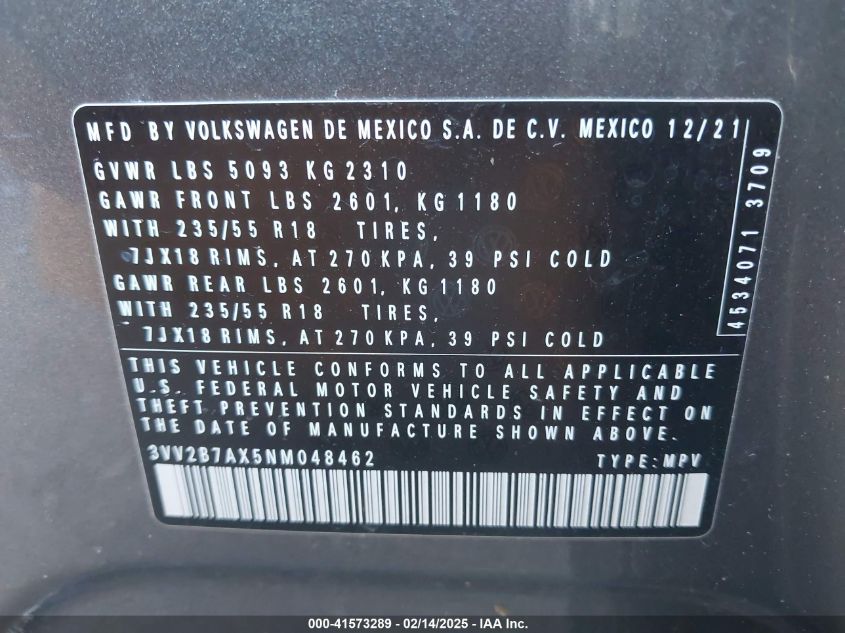 MFD BY VOLKSWAGEN DE MEXICO S.A. DE C.V. MEXICO 12/21
GVWR LBS 5093 KG 2310
GAWR FRONT LBS 2601, KG 1180
WITH 235/55 R18 TIRES,
7JX18 RIMS, AT 270 KPA, 39 PSI COLD
GAWR REAR LBS 2601, KG 1180
WITH 235/55 R18 TIRES,
7JX18 RIMS, AT 270 KPA, 39 PSI COLD
4534071 3709
THIS VEHICLE CONFORMS TO ALL APPLICABLE
U.S. FEDERAL MOTOR VEHICLE SAFETY AND
THEFT PREVENTION STANDARDS IN EFFECT ON
THE DATE OF MANUFACTURE SHOWN ABOVE.
3VV2B7AX5NM048462 TYPE: MPV
000-41573289 - 02/14/2025 - IAA Inc.